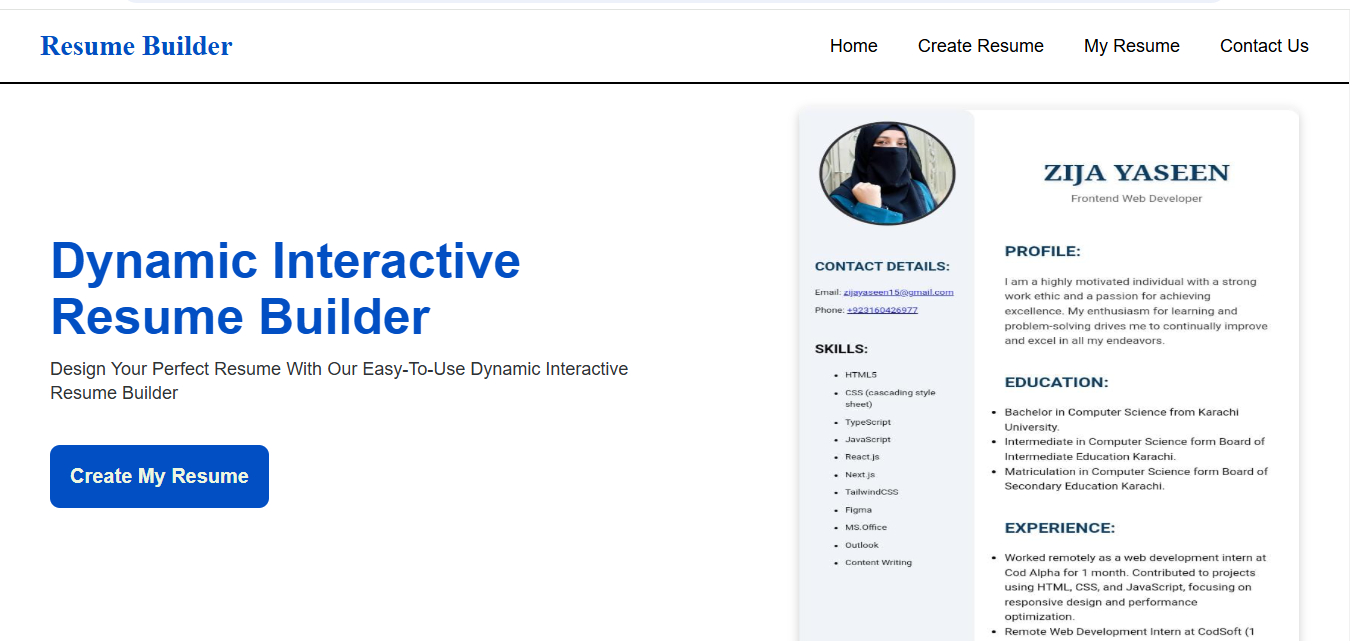 Resume Builder
Home
Create Resume
My Resume
Contact Us
Dynamic Interactive
Resume Builder
Design Your Perfect Resume With Our Easy-To-Use Dynamic Interactive
Resume Builder
Create My Resume
CONTACT DETAILS:
Email: zijayaseen15@gmail.com
Phone: +923160426977
SKILLS:
HTML5
CSS (cascading style
sheet)
TypeScript
JavaScript
React.js
Next.js
TailwindCSS
Figma
MS.Office
Outlook
Content Writing
ZIJA YASEEN
Frontend Web Developer
PROFILE:
I am a highly motivated individual with a strong
work ethic and a passion for achieving
excellence. My enthusiasm for learning and
problem-solving drives me to continually improve
and excel in all my endeavors.
EDUCATION:
Bachelor in Computer Science from Karachi
University.
Intermediate in Computer Science form Board of
Intermediate Education Karachi.
Matriculation in Computer Science form Board of
Secondary Education Karachi.
EXPERIENCE:
Worked remotely as a web development intern at
Cod Alpha for 1 month. Contributed to projects
using HTML, CSS, and JavaScript, focusing on
responsive design and performance
optimization.
Remote Web Development Intern at CodSoft (1